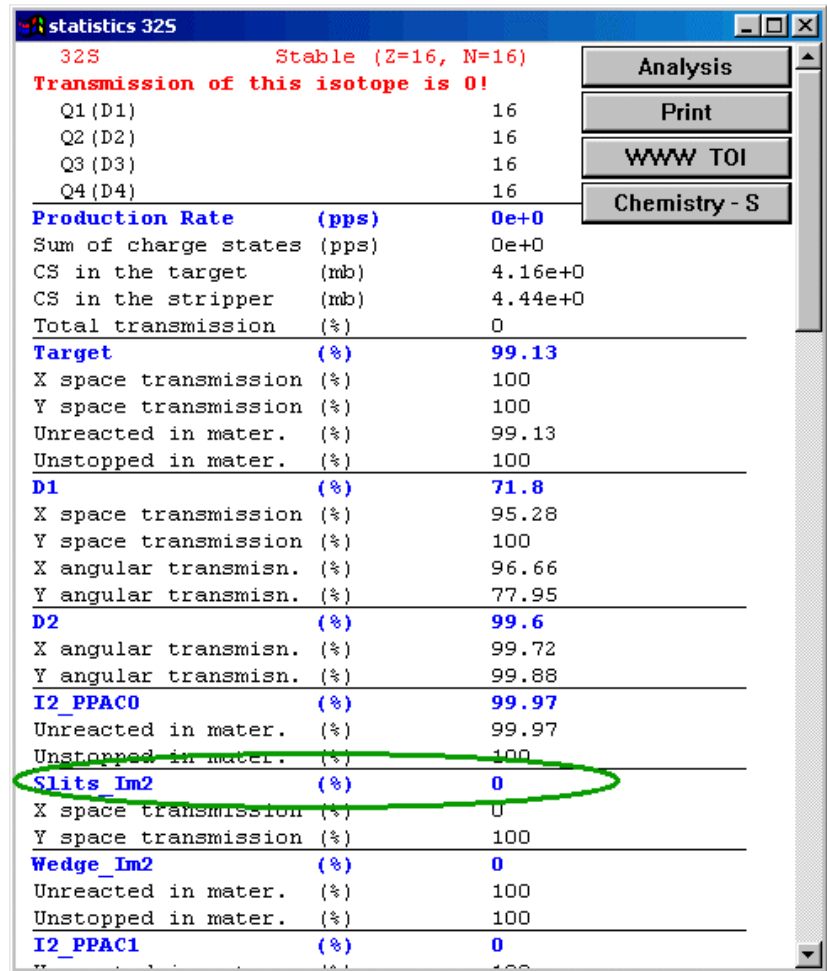 statistics 32S
32S Stable (Z=16, N=16)
Analysis
Transmission of this isotope is 0!
Q1(D1) 16
Print
Q2(D2) 16
Q3(D3) 16
WWW TOI
Q4(D4) 16
Chemistry - S
Production Rate (pps) 0e+0
Sum of charge states (pps) 0e+0
CS in the target (mb) 4.16e+0
CS in the stripper (mb) 4.44e+0
Total transmission (%) 0
Target (%) 99.13
X space transmission (%) 100
Y space transmission (%) 100
Unreacted in mater. (%) 99.13
Unstopped in mater. (%) 100
D1 (%) 71.8
X space transmission (%) 95.28
Y space transmission (%) 100
X angular transmisn. (%) 96.66
Y angular transmisn. (%) 77.95
D2 (%) 99.6
X angular transmisn. (%) 99.72
Y angular transmisn. (%) 99.88
I2_PPAC0 (%) 99.97
Unreacted in mater. (%) 99.97
Unstopped in mater. (%) 100
Slits_Im2 (%) 0
X space transmission (%) 0
Y space transmission (%) 100
Wedge_Im2 (%) 0
Unreacted in mater. (%) 100
Unstopped in mater. (%) 100
I2_PPAC1 (%) 0